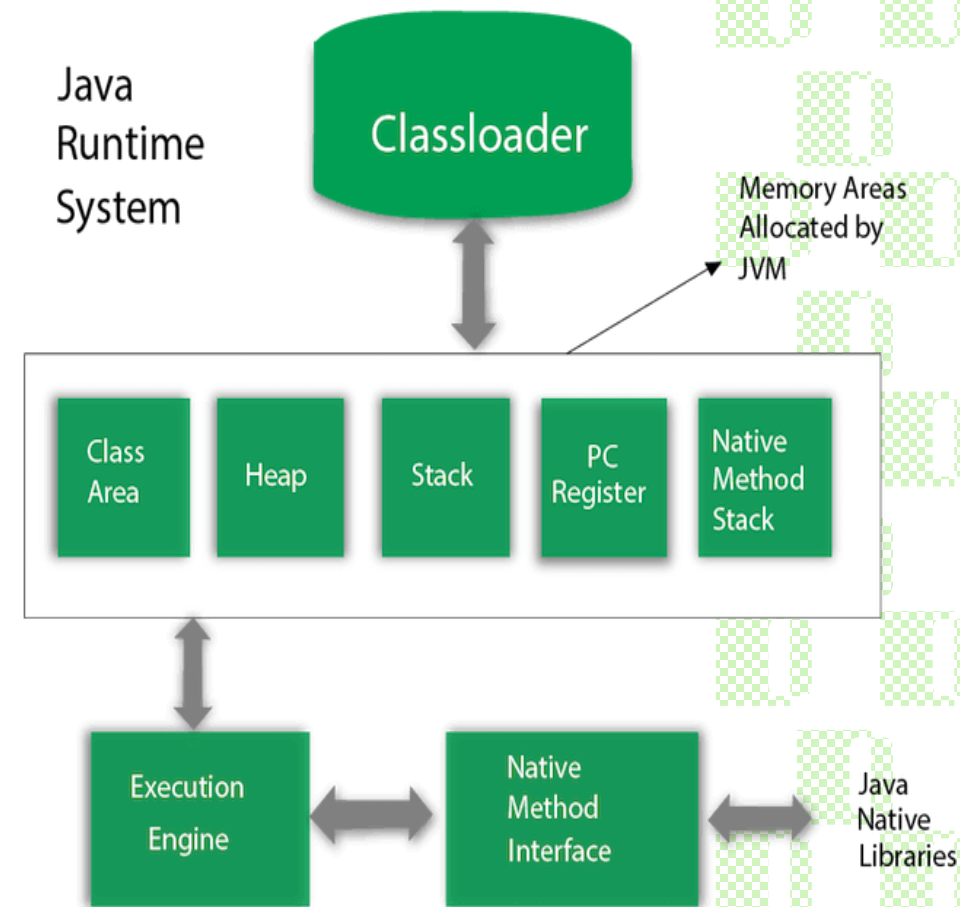 Java
Runtime
System
Classloader
Memory Areas
Allocated by
JVM
Class
Area
Heap
Stack
PC
Register
Native
Method
Stack
Execution
Engine
Native
Method
Interface
Java
Native
Libraries